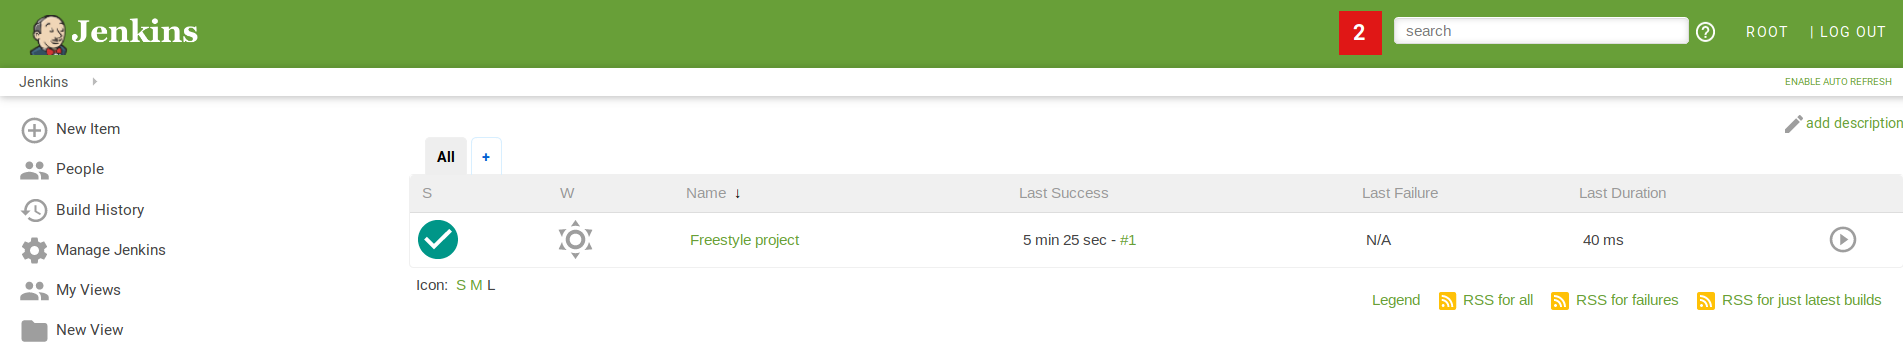 Jenkins
2
search
ROOT
| LOG OUT
Jenkins
ENABLE AUTO REFRESH
New Item
People
Build History
Manage Jenkins
My Views
New View
add description
All
+
S W Name ↓ Last Success Last Failure Last Duration
Freestyle project 5 min 25 sec - #1 N/A 40 ms
Icon: S M L
Legend RSS for all RSS for failures RSS for just latest builds